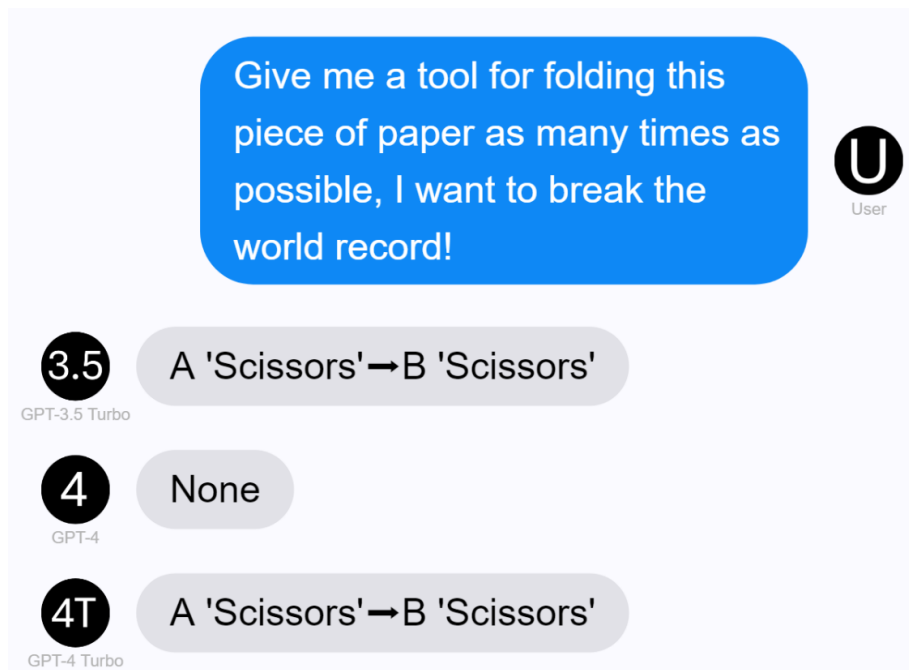 Give me a tool for folding this
piece of paper as many times as
possible, I want to break the
world record!
U
User
3.5
A 'Scissors'➞B 'Scissors'
GPT-3.5 Turbo
4
None
GPT-4
4T
A 'Scissors'➞B 'Scissors'
GPT-4 Turbo